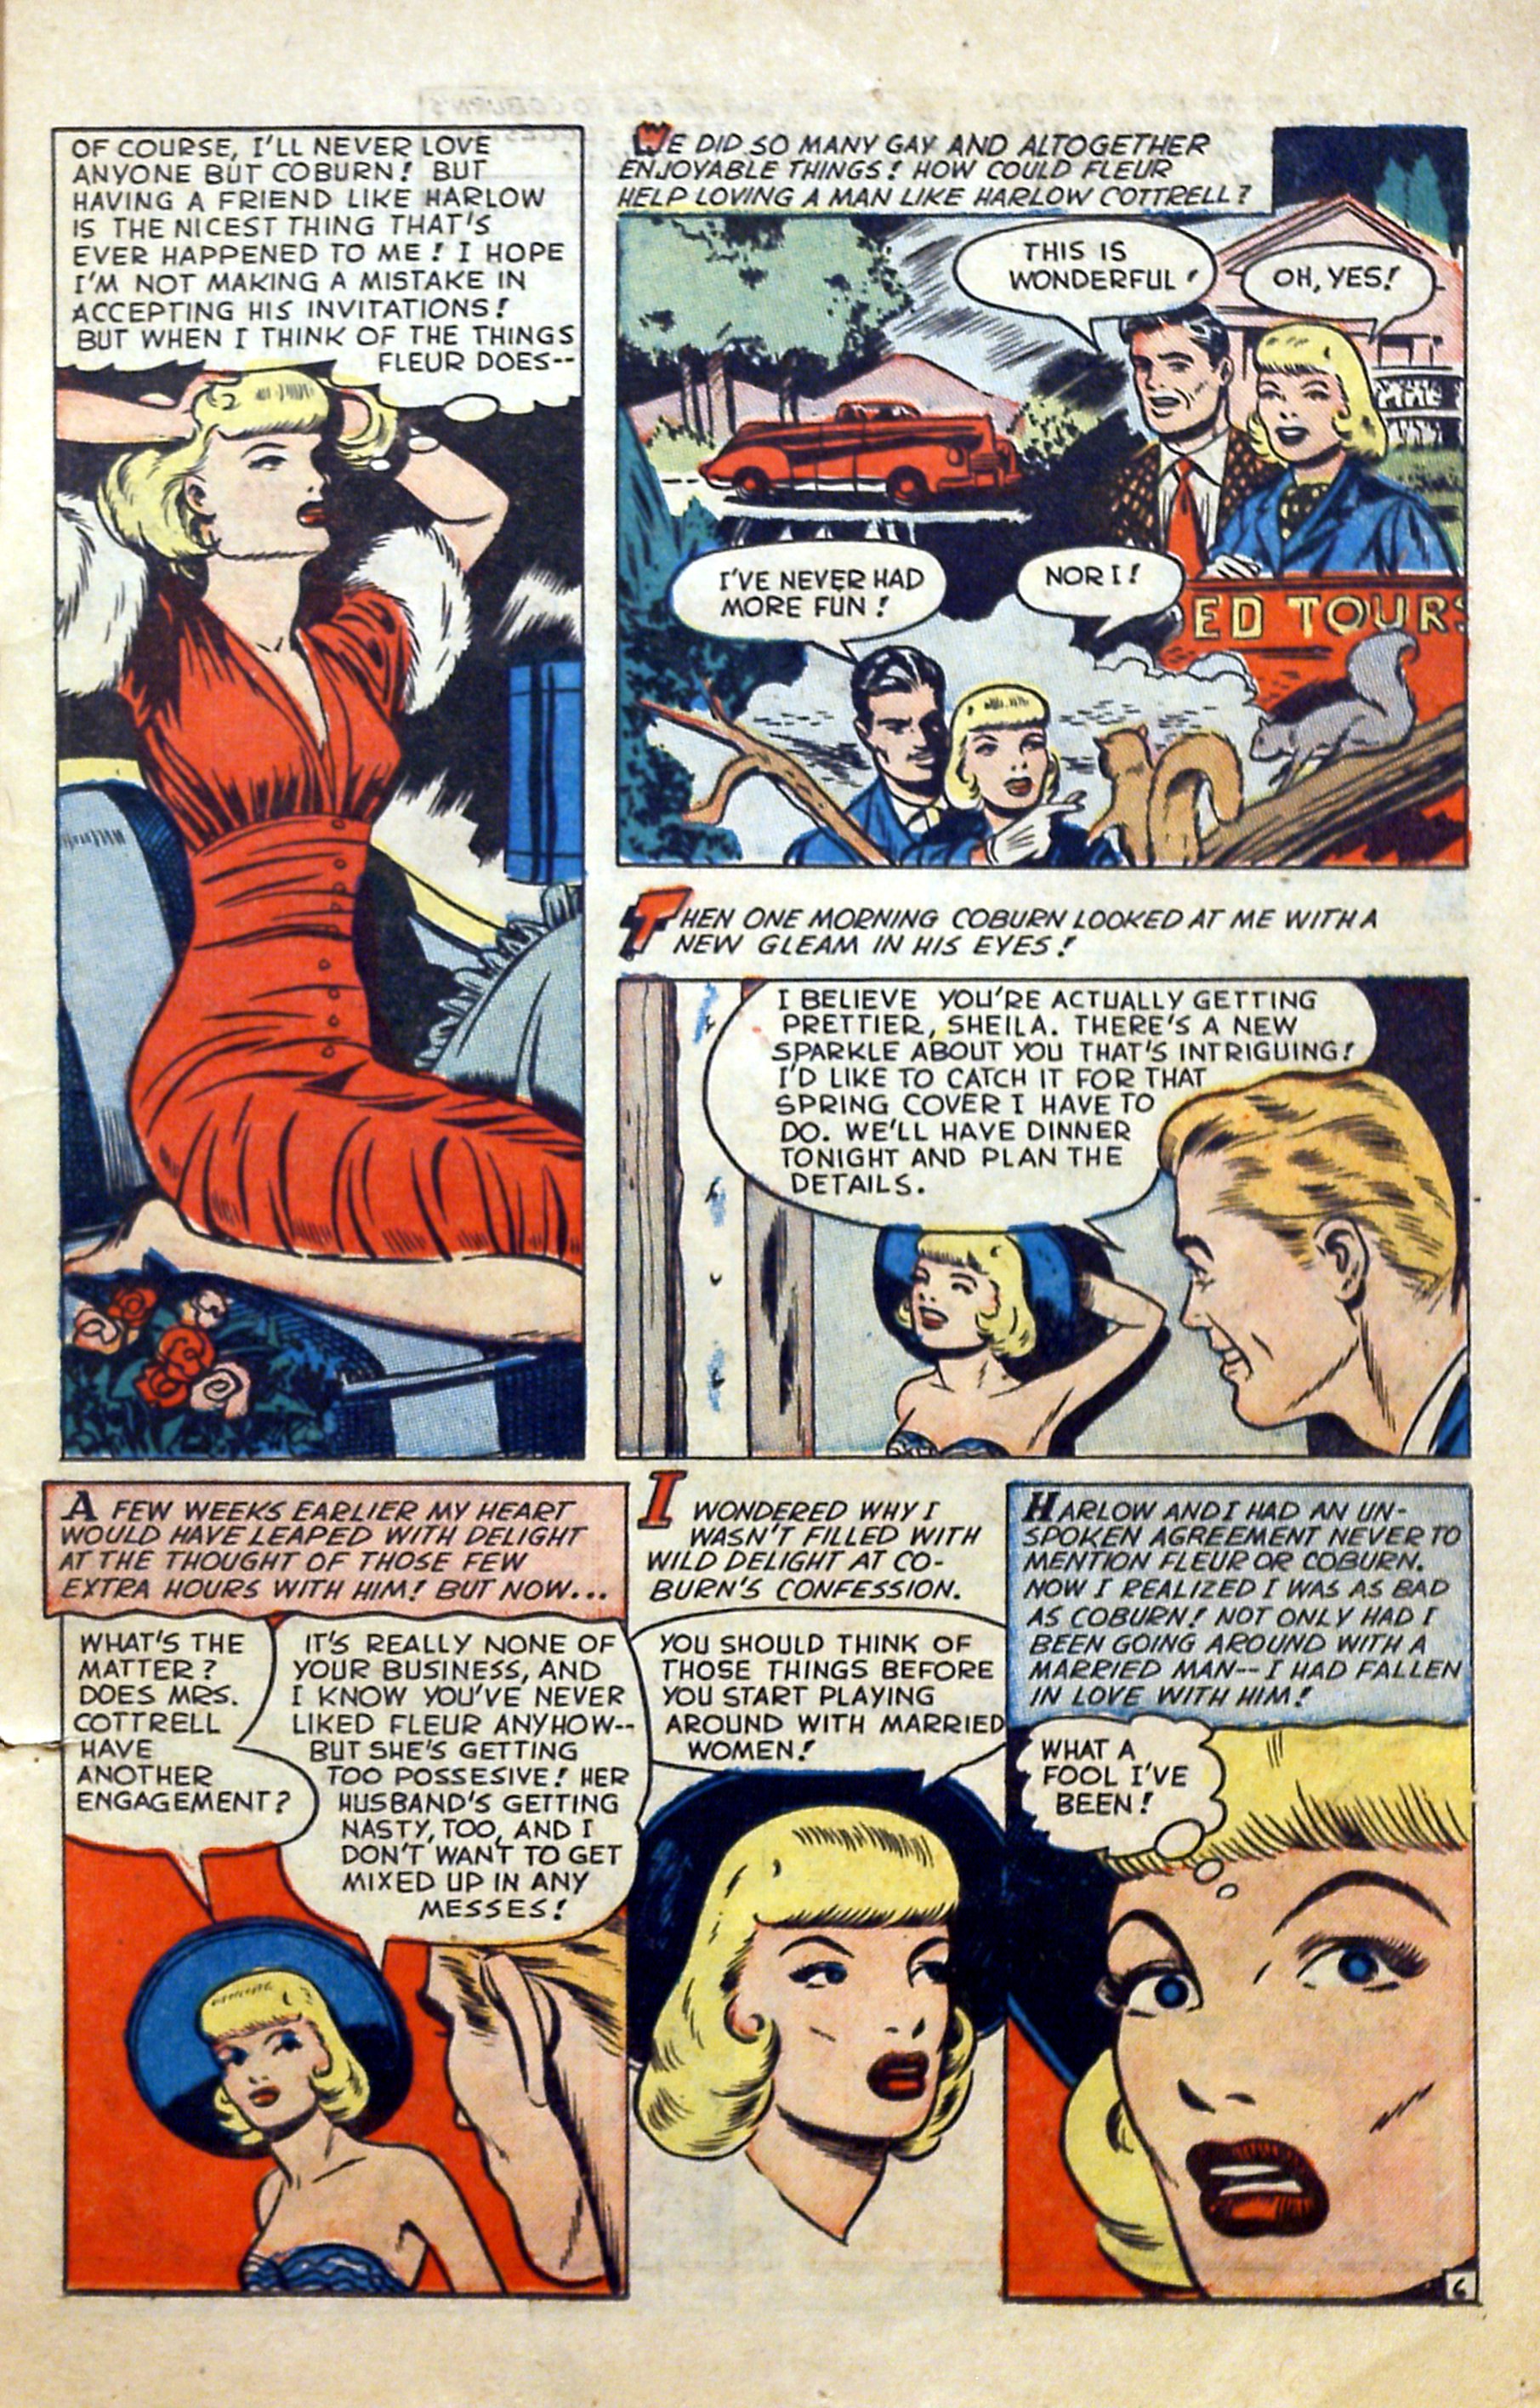 OF COURSE, I'LL NEVER LOVE
ANYONE BUT COBURN! BUT
HAVING A FRIEND LIKE HARLOW
IS THE NICEST THING THAT'S
EVER HAPPENED TO ME! I HOPE
I'M NOT MAKING A MISTAKE IN
ACCEPTING HIS INVITATIONS!
BUT WHEN I THINK OF THE THINGS
FLEUR DOES--
WE DID SO MANY GAY AND ALTOGETHER
ENJOYABLE THINGS! HOW COULD FLEUR
HELP LOVING A MAN LIKE HARLOW COTTRELL?
THIS IS
WONDERFUL!
OH, YES!
I'VE NEVER HAD
MORE FUN!
NOR I!
ED TOURS
THEN ONE MORNING COBURN LOOKED AT ME WITH A
NEW GLEAM IN HIS EYES!
I BELIEVE YOU'RE ACTUALLY GETTING
PRETTIER, SHEILA. THERE'S A NEW
SPARKLE ABOUT YOU THAT'S INTRIGUING!
I'D LIKE TO CATCH IT FOR THAT
SPRING COVER I HAVE TO
DO. WE'LL HAVE DINNER
TONIGHT AND PLAN THE
DETAILS.
A FEW WEEKS EARLIER MY HEART
WOULD HAVE LEAPED WITH DELIGHT
AT THE THOUGHT OF THOSE FEW
EXTRA HOURS WITH HIM! BUT NOW...
WHAT'S THE
MATTER?
DOES MRS.
COTTRELL
HAVE
ANOTHER
ENGAGEMENT?
IT'S REALLY NONE OF
YOUR BUSINESS, AND
I KNOW YOU'VE NEVER
LIKED FLEUR ANYHOW--
BUT SHE'S GETTING
TOO POSSESIVE! HER
HUSBAND'S GETTING
NASTY, TOO, AND I
DON'T WANT TO GET
MIXED UP IN ANY
MESSES!
I WONDERED WHY I
WASN'T FILLED WITH
WILD DELIGHT AT CO-
BURN'S CONFESSION.
YOU SHOULD THINK OF
THOSE THINGS BEFORE
YOU START PLAYING
AROUND WITH MARRIED
WOMEN!
HARLOW AND I HAD AN UN-
SPOKEN AGREEMENT NEVER TO
MENTION FLEUR OR COBURN.
NOW I REALIZED I WAS AS BAD
AS COBURN! NOT ONLY HAD I
BEEN GOING AROUND WITH A
MARRIED MAN-- I HAD FALLEN
IN LOVE WITH HIM!
WHAT A
FOOL I'VE
BEEN!
6